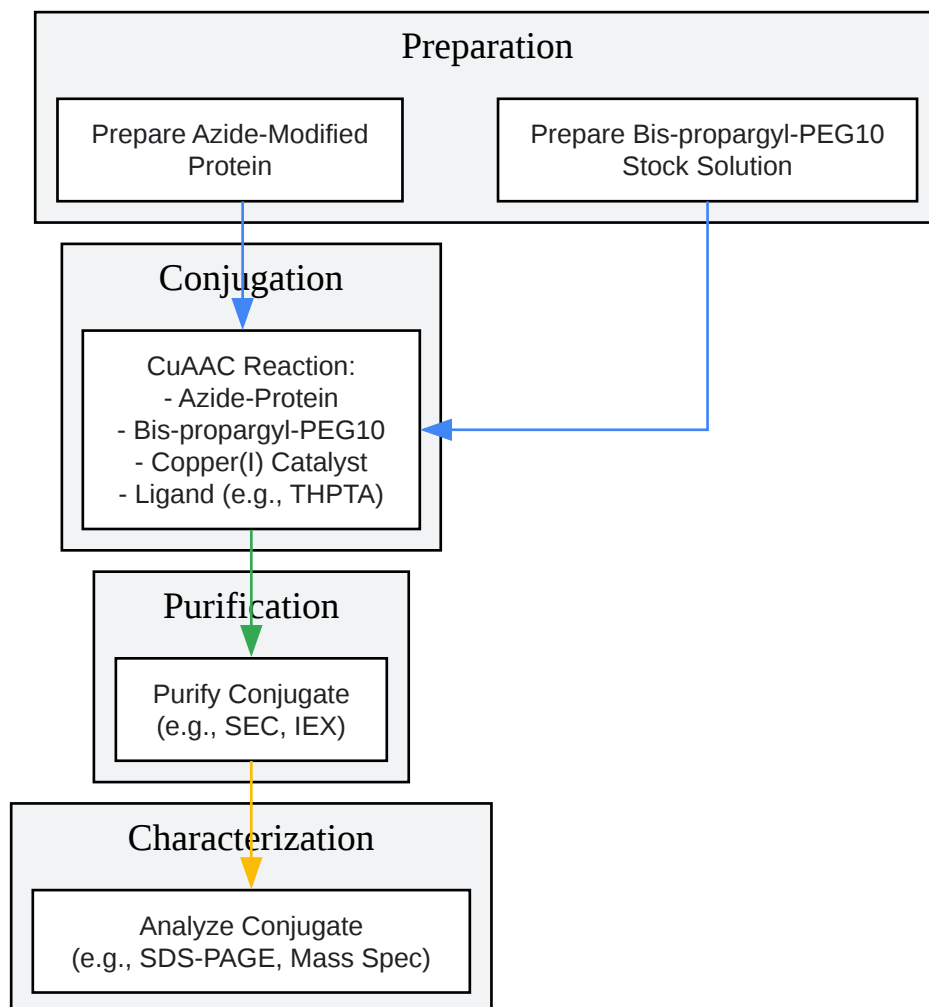 Preparation
Prepare Azide-Modified
Protein
Prepare Bis-propargyl-PEG10
Stock Solution
Conjugation
CuAAC Reaction:
- Azide-Protein
- Bis-propargyl-PEG10
- Copper(I) Catalyst
- Ligand (e.g., THPTA)
Purification
Purify Conjugate
(e.g., SEC, IEX)
Characterization
Analyze Conjugate
(e.g., SDS-PAGE, Mass Spec)